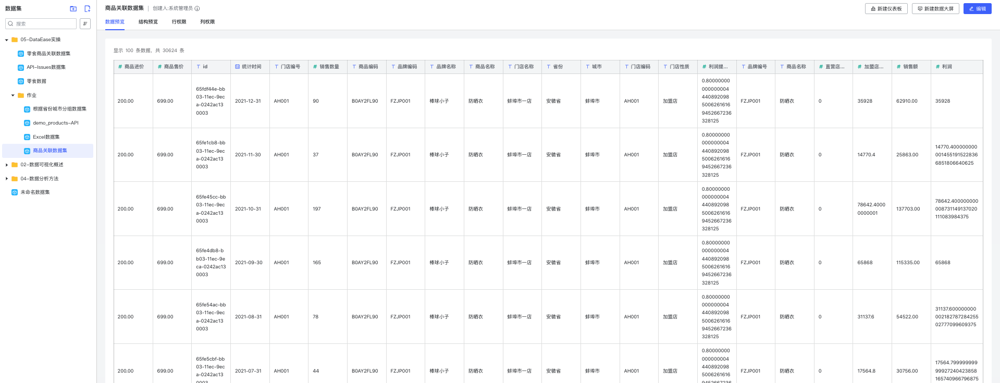 数据集
搜索
05-DataEase实操
零食商品关联数据集
API-Issues数据集
零食数据
作业
根据省份城市分组数据集
demo_products-API
Excel数据集
商品关联数据集
02-数据可视化概述
04-数据分析方法
未命名数据集
商品关联数据集 | 创建人:系统管理员
新建仪表板 新建数据大屏 编辑
数据预览 结构预览 行权限 列权限
显示 100 条数据，共 30624 条
# 商品进价 # 商品售价 T id 统计时间 T 门店编号 # 销售数量 T 商品编码 T 品牌编码 T 品牌名称 T 商品名称 T 门店名称 T 省份 T 城市 T 门店编码 T 门店性质 # 利润提... T 品牌编号 T 商品名称 # 直营店... # 加盟店... # 销售额 # 利润
200.00 699.00 65fdf44e-bb03-11ec-9eca-0242ac130003 2021-12-31 AH001 90 B0AY2FL90 FZJP001 棒球小子 防晒衣 蚌埠市一店 安徽省 蚌埠市 AH001 加盟店 0.8000000000000000444089209850062616169452667236328125 FZJP001 防晒衣 0 35928 62910.00 35928
200.00 699.00 65fe1cb8-bb03-11ec-9eca-0242ac130003 2021-11-30 AH001 37 B0AY2FL90 FZJP001 棒球小子 防晒衣 蚌埠市一店 安徽省 蚌埠市 AH001 加盟店 0.8000000000000000444089209850062616169452667236328125 FZJP001 防晒衣 0 14770.4 25863.00 14770.4000000000014551915228366851806640625
200.00 699.00 65fe45cc-bb03-11ec-9eca-0242ac130003 2021-10-31 AH001 197 B0AY2FL90 FZJP001 棒球小子 防晒衣 蚌埠市一店 安徽省 蚌埠市 AH001 加盟店 0.8000000000000000444089209850062616169452667236328125 FZJP001 防晒衣 0 78642.40000000001 137703.00 78642.400000000008731149137020111083984375
200.00 699.00 65fe4db8-bb03-11ec-9eca-0242ac130003 2021-09-30 AH001 165 B0AY2FL90 FZJP001 棒球小子 防晒衣 蚌埠市一店 安徽省 蚌埠市 AH001 加盟店 0.8000000000000000444089209850062616169452667236328125 FZJP001 防晒衣 0 65868 115335.00 65868
200.00 699.00 65fe54ac-bb03-11ec-9eca-0242ac130003 2021-08-31 AH001 78 B0AY2FL90 FZJP001 棒球小子 防晒衣 蚌埠市一店 安徽省 蚌埠市 AH001 加盟店 0.8000000000000000444089209850062616169452667236328125 FZJP001 防晒衣 0 31137.6 54522.00 31137.60000000000218278728425502777099609375
200.00 699.00 65fe5cbf-bb03-11ec-9eca-0242ac130003 2021-07-31 AH001 44 B0AY2FL90 FZJP001 棒球小子 防晒衣 蚌埠市一店 安徽省 蚌埠市 AH001 加盟店 0.8000000000000000444089209850062616169452667236 FZJP001 防晒衣 0 17564.8 30756.00 17564.79999999999927240423858165740966796875